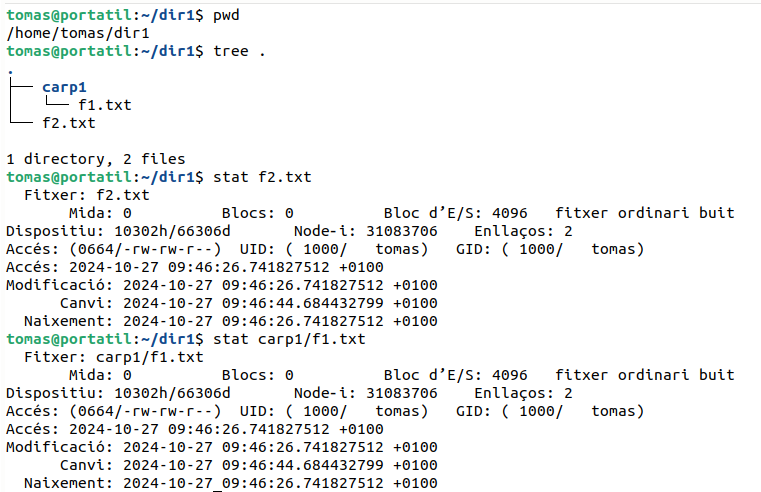 tomas@portatil:~/dir1$ pwd
/home/tomas/dir1
tomas@portatil:~/dir1$ tree .
.
├── carp1
│   └── f1.txt
└── f2.txt

1 directory, 2 files
tomas@portatil:~/dir1$ stat f2.txt
  Fitxer: f2.txt
       Mida: 0          Blocs: 0          Bloc d’E/S: 4096   fitxer ordinari buit
Dispositiu: 10302h/66306d       Node-i: 31083706    Enllaços: 2
Accés: (0664/-rw-rw-r--)  UID: ( 1000/   tomas)   GID: ( 1000/   tomas)
Accés: 2024-10-27 09:46:26.741827512 +0100
Modificació: 2024-10-27 09:46:26.741827512 +0100
      Canvi: 2024-10-27 09:46:44.684432799 +0100
  Naixement: 2024-10-27 09:46:26.741827512 +0100
tomas@portatil:~/dir1$ stat carp1/f1.txt
  Fitxer: carp1/f1.txt
       Mida: 0          Blocs: 0          Bloc d’E/S: 4096   fitxer ordinari buit
Dispositiu: 10302h/66306d       Node-i: 31083706    Enllaços: 2
Accés: (0664/-rw-rw-r--)  UID: ( 1000/   tomas)   GID: ( 1000/   tomas)
Accés: 2024-10-27 09:46:26.741827512 +0100
Modificació: 2024-10-27 09:46:26.741827512 +0100
      Canvi: 2024-10-27 09:46:44.684432799 +0100
  Naixement: 2024-10-27 09:46:26.741827512 +0100